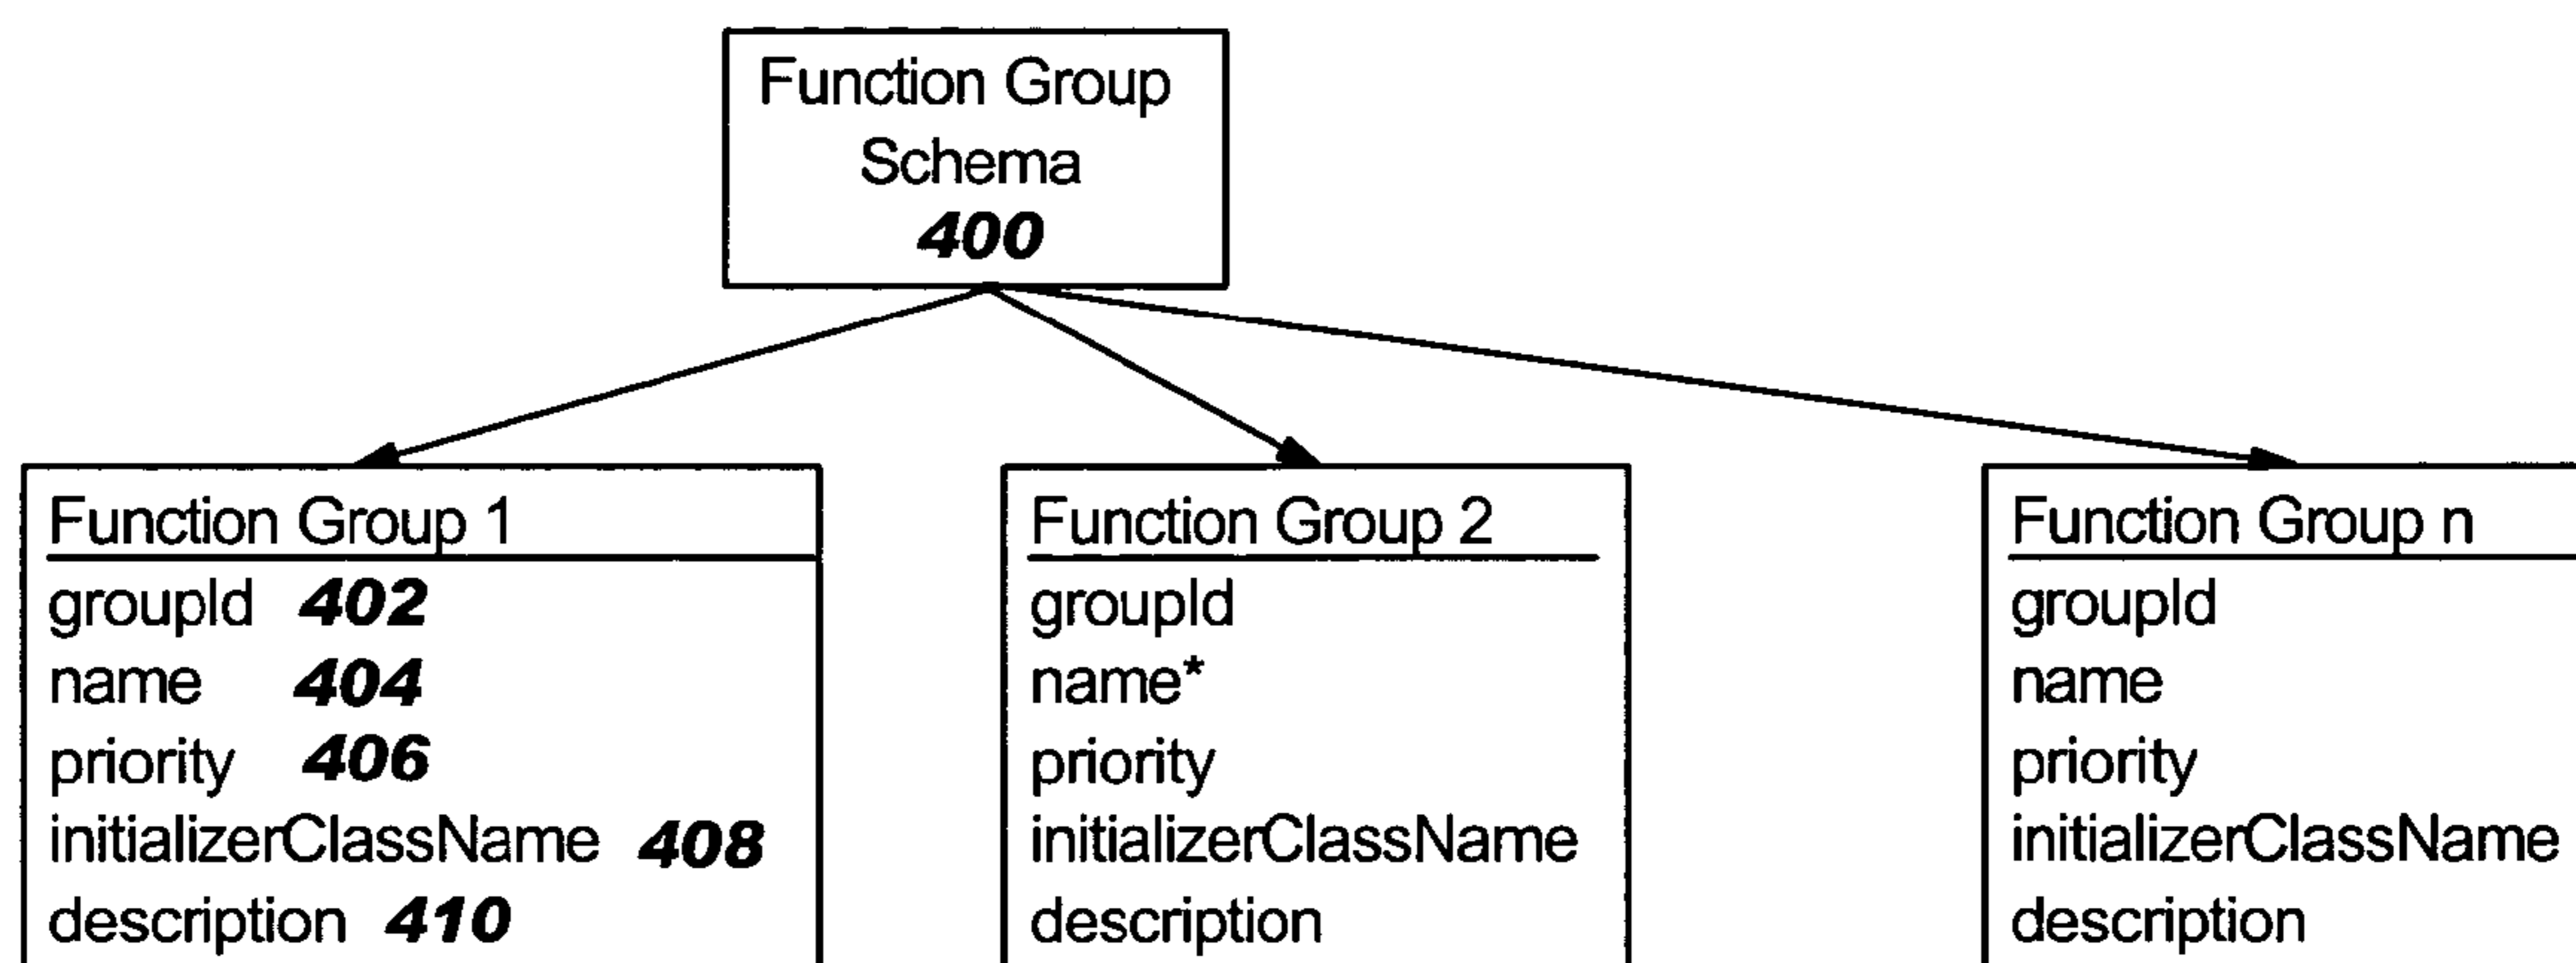 Function Group
Schema
400
Function Group 1
groupId 402
name 404
priority 406
initializerClassName 408
description 410
Function Group 2
groupId
name*
priority
initializerClassName
description
Function Group n
groupId
name
priority
initializerClassName
description